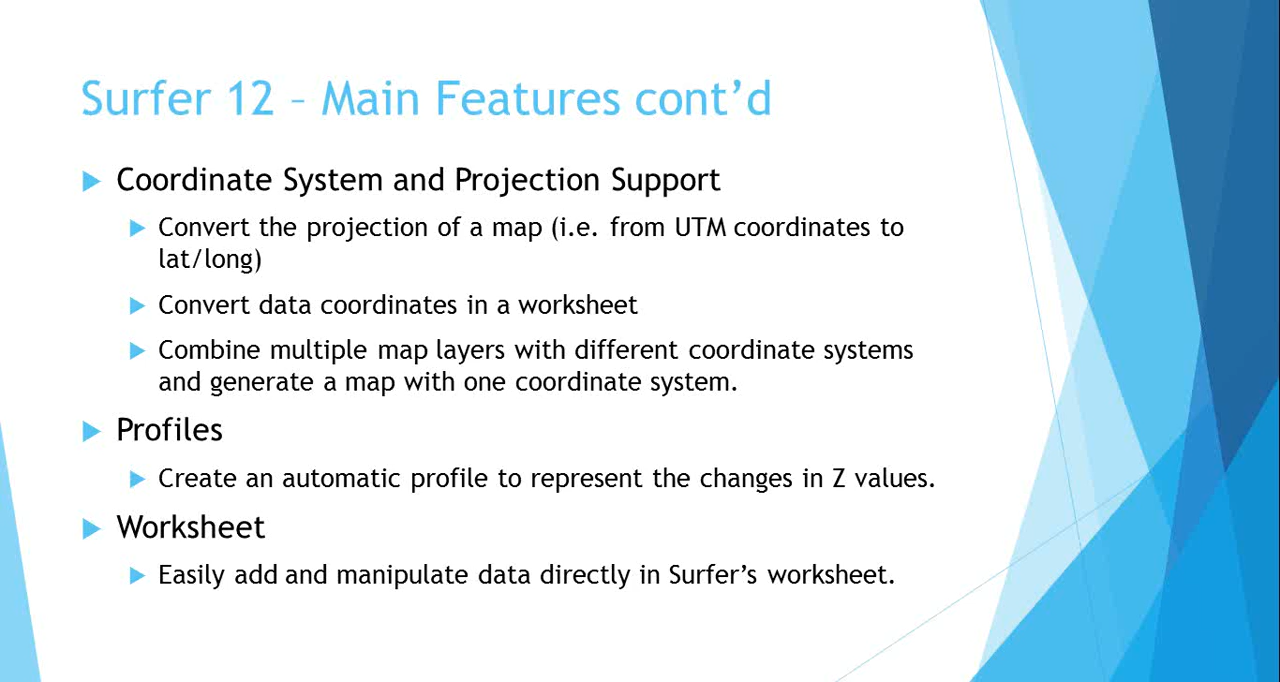 Surfer 12 – Main Features cont’d
Coordinate System and Projection Support
Convert the projection of a map (i.e. from UTM coordinates to
lat/long)
Convert data coordinates in a worksheet
Combine multiple map layers with different coordinate systems
and generate a map with one coordinate system.
Profiles
Create an automatic profile to represent the changes in Z values.
Worksheet
Easily add and manipulate data directly in Surfer’s worksheet.